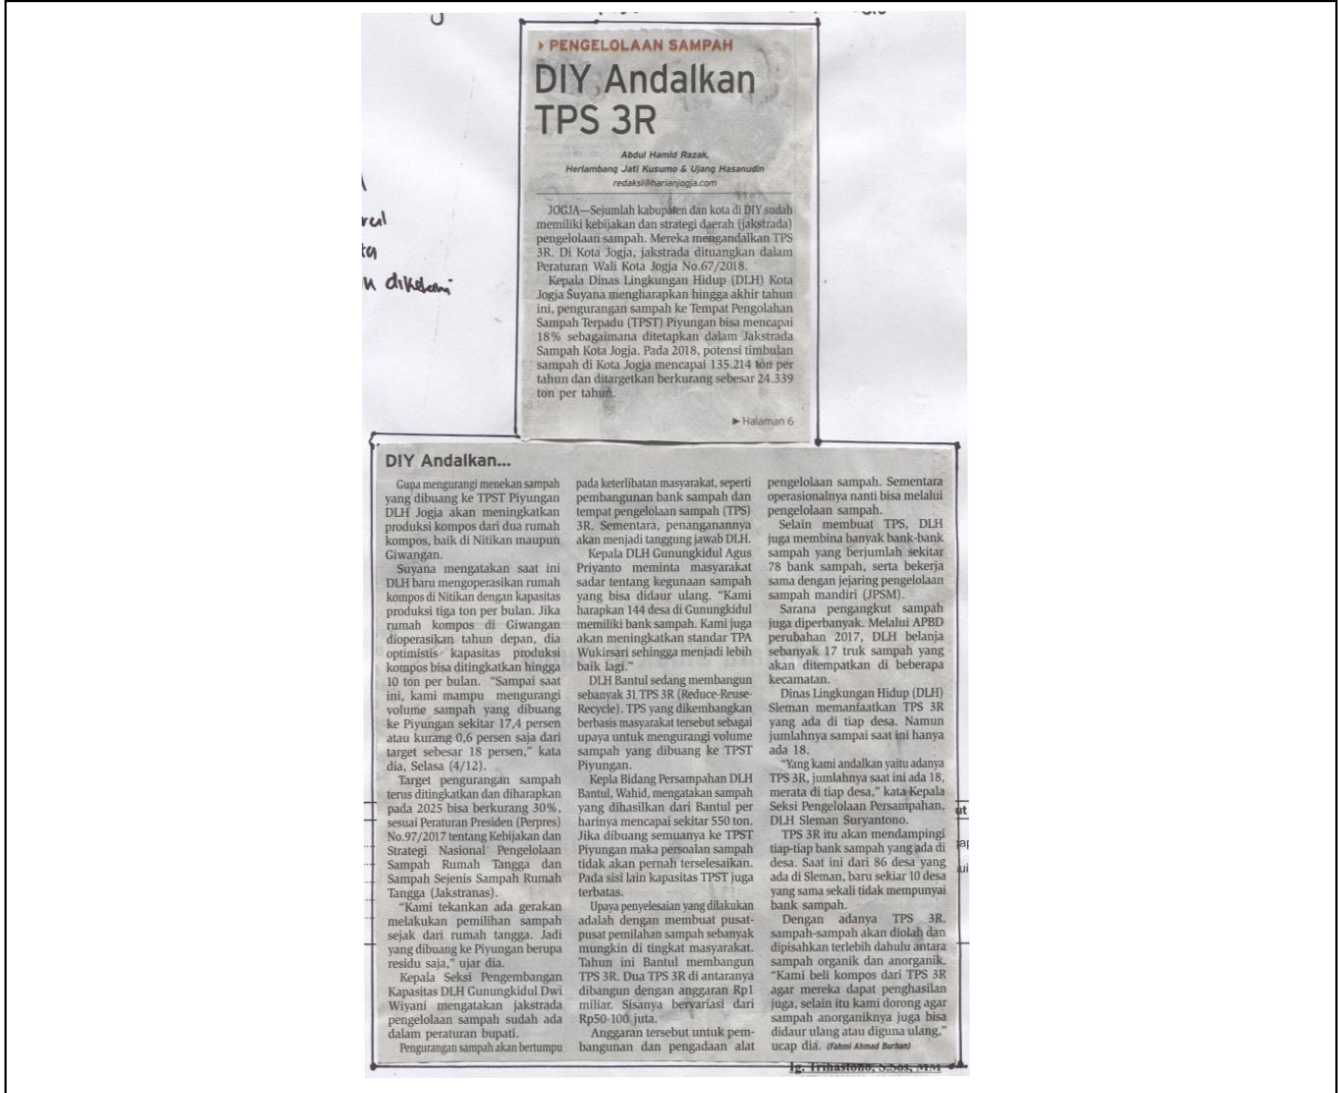 PENGELOLAAN SAMPAH
DIY Andalkan
TPS 3R
Abdul Hamid Razak,
Herlambang Jati Kusumo & Ujang Hasanudin
redaksi@harianjogja.com
JOGJA—Sejumlah kabupaten dan kota di DIY sudah
memiliki kebijakan dan strategi daerah (jakstrada)
pengelolaan sampah. Mereka mengandalkan TPS
3R. Di Kota Jogja, jakstrada dituangkan dalam
Peraturan Wali Kota Jogja No.67/2018.
Kepala Dinas Lingkungan Hidup (DLH) Kota
Jogja Suyana mengharapkan hingga akhir tahun
ini, pengurangan sampah ke Tempat Pengolahan
Sampah Terpadu (TPST) Piyungan bisa mencapai
18% sebagaimana ditetapkan dalam Jakstrada
Sampah Kota Jogja. Pada 2018, potensi timbulan
sampah di Kota Jogja mencapai 135.214 ton per
tahun dan ditargetkan berkurang sebesar 24.339
ton per tahun.
Halaman 6
dikelami
DIY Andalkan...
Guna mengurangi menekan sampah
yang dibuang ke TPST Piyungan
DLH Jogja akan meningkatkan
produksi kompos dari dua rumah
kompos, baik di Nitikan maupun
Giwangan.
Suyana mengatakan saat ini
DLH baru mengoperasikan rumah
kompos di Nitikan dengan kapasitas
produksi tiga ton per bulan. Jika
rumah kompos di Giwangan
dioperasikan tahun depan, dia
optimistis kapasitas produksi
kompos bisa ditingkatkan hingga
10 ton per bulan. "Sampai saat
ini, kami mampu mengurangi
volume sampah yang dibuang
ke Piyungan sekitar 17,4 persen
atau kurang 0,6 persen saja dari
target sebesar 18 persen," kata
dia, Selasa (4/12).
Target pengurangan sampah
terus ditingkatkan dan diharapkan
pada 2025 bisa berkurang 30%,
sesuai Peraturan Presiden (Perpres)
No.97/2017 tentang Kebijakan dan
Strategi Nasional Pengelolaan
Sampah Rumah Tangga dan
Sampah Sejenis Sampah Rumah
Tangga (Jakstranas).
"Kami tekankan ada gerakan
melakukan pemilihan sampah
sejak dari rumah tangga. Jadi
yang dibuang ke Piyungan berupa
residu saja," ujar dia.
Kepala Seksi Pengembangan
Kapasitas DLH Gunungkidul Dwi
Wiyani mengatakan jakstrada
pengelolaan sampah sudah ada
dalam peraturan bupati.
Pengurangan sampah akan bertumpu
pada keterlibatan masyarakat, seperti
pembangunan bank sampah dan
tempat pengelolaan sampah (TPS)
3R. Sementara, penanganannya
akan menjadi tanggung jawab DLH.
Kepala DLH Gunungkidul Agus
Priyanto meminta masyarakat
sadar tentang kegunaan sampah
yang bisa didaur ulang. "Kami
harapkan 144 desa di Gunungkidul
memiliki bank sampah. Kami juga
akan meningkatkan standar TPA
Wukirsari sehingga menjadi lebih
baik lagi."
DLH Bantul sedang membangun
sebanyak 31 TPS 3R (Reduce-Reuse-
Recycle). TPS yang dikembangkan
berbasis masyarakat tersebut sebagai
upaya untuk mengurangi volume
sampah yang dibuang ke TPST
Piyungan.
Kepla Bidang Persampahan DLH
Bantul, Wahid, mengatakan sampah
yang dihasilkan dari Bantul per
harinya mencapai sekitar 550 ton.
Jika dibuang semuanya ke TPST
Piyungan maka persoalan sampah
tidak akan pernah terselesaikan.
Pada sisi lain kapasitas TPST juga
terbatas.
Upaya penyelesaian yang dilakukan
adalah dengan membuat pusat-
pusat pemilahan sampah sebanyak
mungkin di tingkat masyarakat.
Tahun ini Bantul membangun
TPS 3R. Dua TPS 3R di antaranya
dibangun dengan anggaran Rp1
miliar. Sisanya bervariasi dari
Rp50-100 juta.
Anggaran tersebut untuk pem-
bangunan dan pengadaan alat
pengelolaan sampah. Sementara
operasionalnya nanti bisa melalui
pengelolaan sampah.
Selain membuat TPS, DLH
juga membina banyak bank-bank
sampah yang berjumlah sekitar
78 bank sampah, serta bekerja
sama dengan jejaring pengelolaan
sampah mandiri (JPSM).
Sarana pengangkut sampah
juga diperbanyak. Melalui APBD
perubahan 2017, DLH belanja
sebanyak 17 truk sampah yang
akan ditempatkan di beberapa
kecamatan.
Dinas Lingkungan Hidup (DLH)
Sleman memanfaatkan TPS 3R
yang ada di tiap desa. Namun
jumlahnya sampai saat ini hanya
ada 18.
"Yang kami andalkan yaitu adanya
TPS 3R, jumlahnya saat ini ada 18,
merata di tiap desa," kata Kepala
Seksi Pengelolaan Persampahan,
DLH Sleman Suryantono.
TPS 3R itu akan mendampingi
tiap-tiap bank sampah yang ada di
desa. Saat ini dari 86 desa yang
ada di Sleman, baru sekiar 10 desa
yang sama sekali tidak mempunyai
bank sampah.
Dengan adanya TPS 3R,
sampah-sampah akan diolah dan
dipisahkan terlebih dahulu antara
sampah organik dan anorganik.
"Kami beli kompos dari TPS 3R
agar mereka dapat penghasilan
juga, selain itu kami dorong agar
sampah anorganiknya juga bisa
didaur ulang atau diguna ulang,"
ucap dia. (Fahmi Ahmad Burhan)
Ig. Trihastono, S.Sos, MM